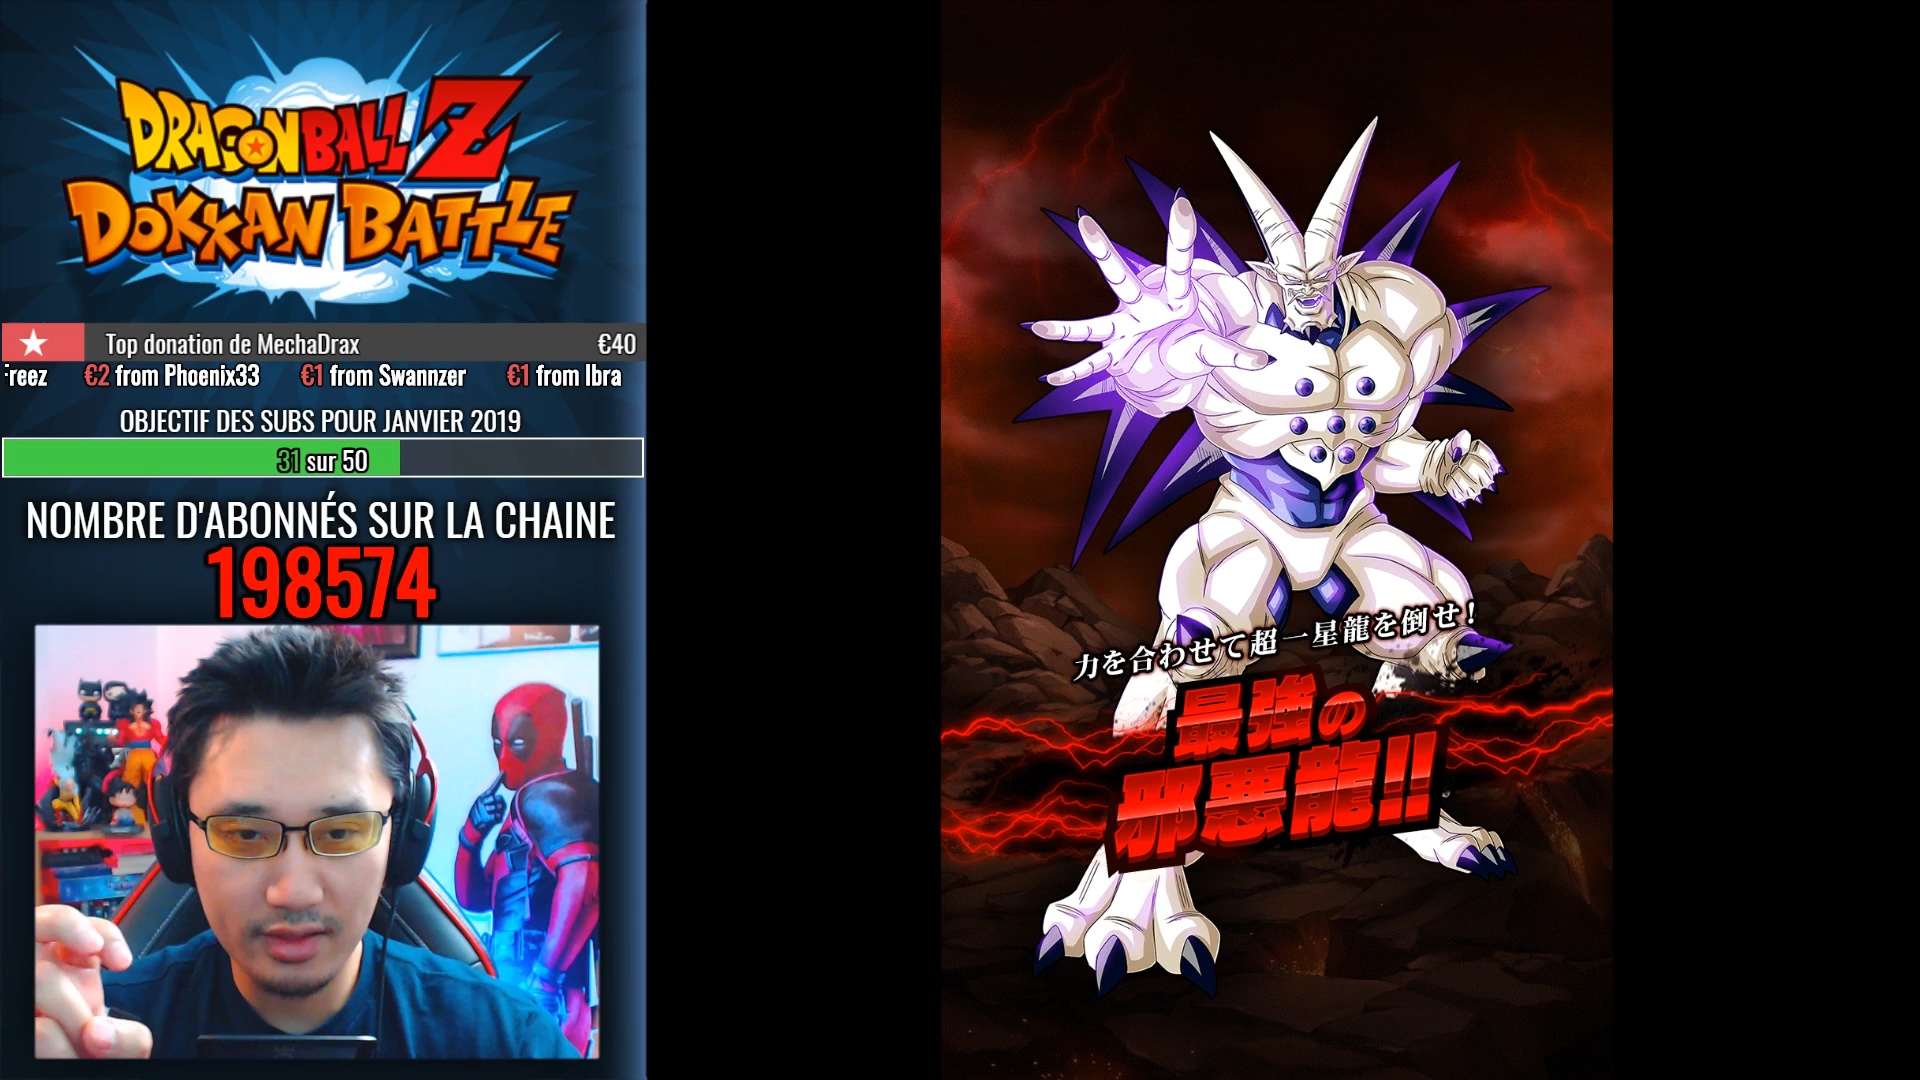 DRAGONBALL Z
DOKKAN BATTLE
Top donation de MechaDrax €40
reez €2 from Phoenix33 €1 from Swannzer €1 from Ibra
OBJECTIF DES SUBS POUR JANVIER 2019
31 sur 50
NOMBRE D'ABONNÉS SUR LA CHAINE
198574
力を合わせて超一星龍を倒せ!
最強の
邪悪龍!!